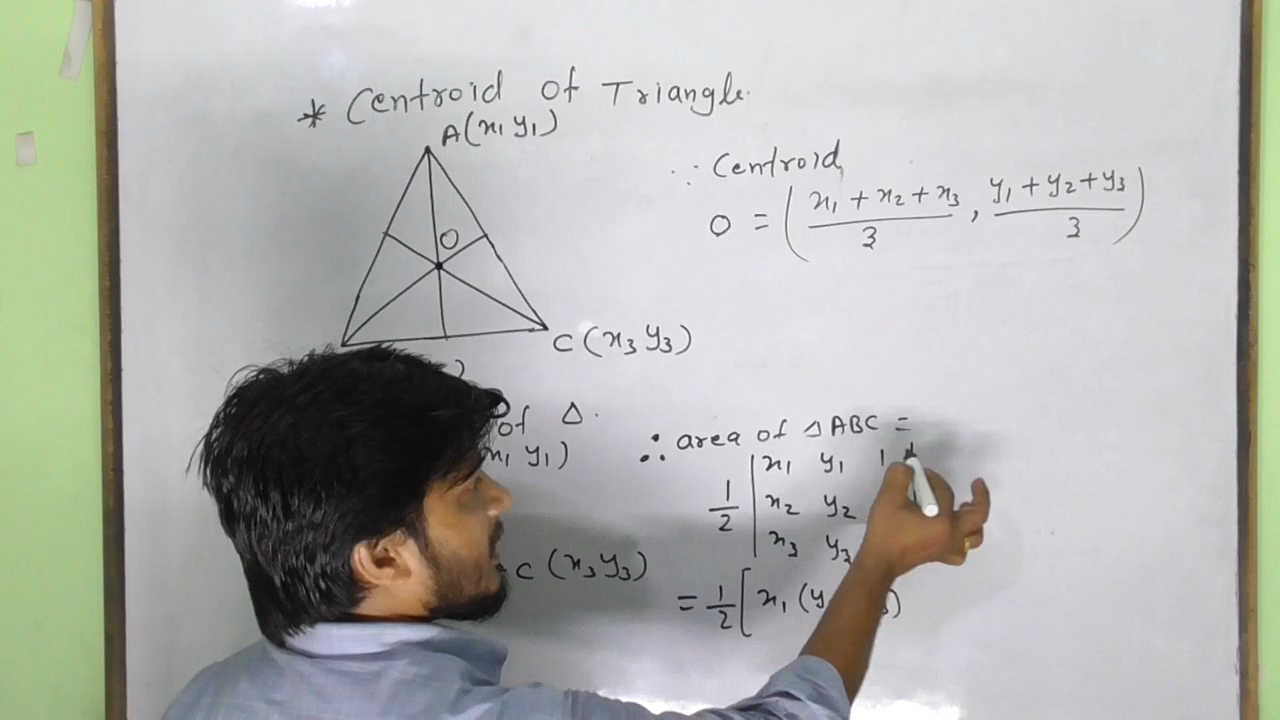 * Centroid of Triangle.
A(x₁ y₁)
O
C(x₃ y₃)
∵ Centroid
O = ( x₁ + x₂ + x₃ / 3 , y₁ + y₂ + y₃ / 3 )
of Δ.
x₁ y₁)
C (x₃ y₃)
∴ area of ΔABC =
1/2 | x₁ y₁ 1
x₂ y₂
x₃ y₃
= 1/2 [ x₁ (y